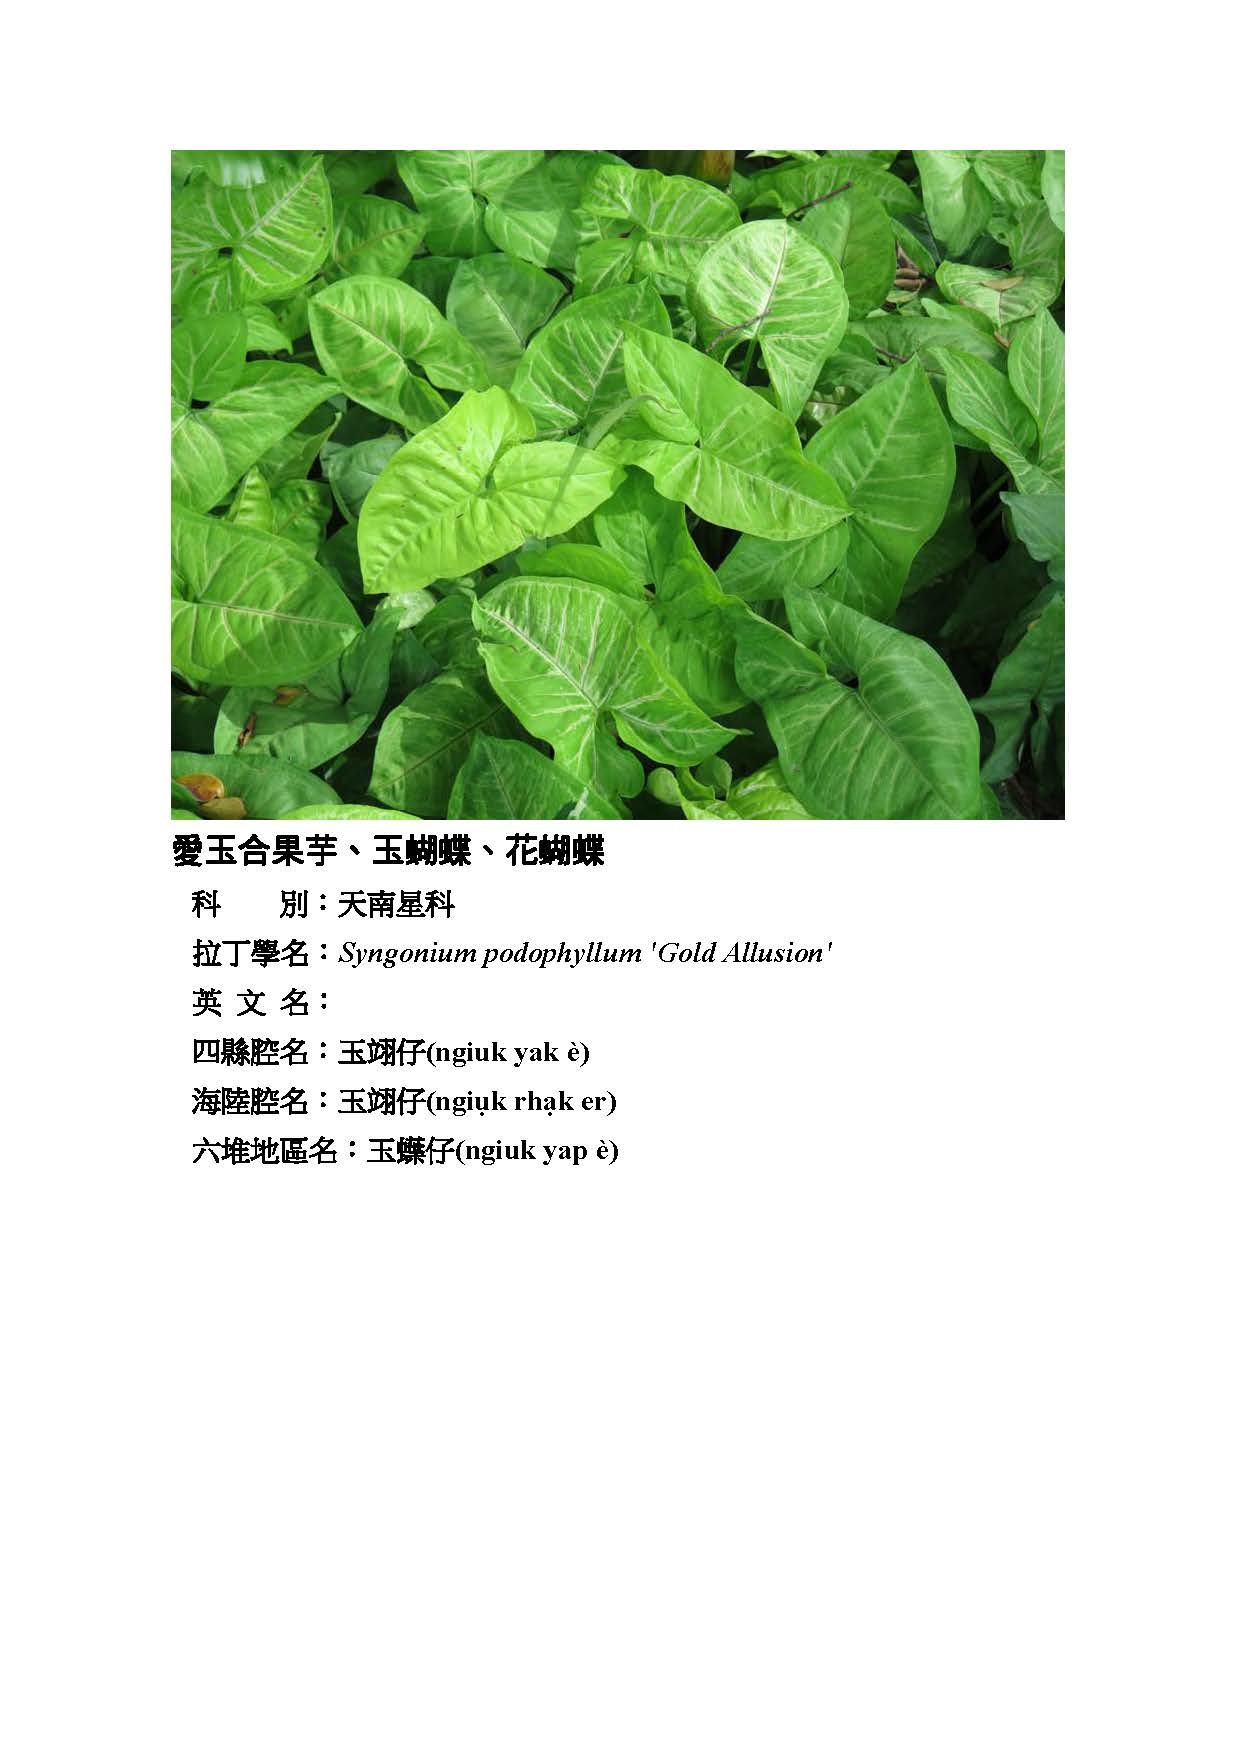 愛玉合果芋、玉蝴蝶、花蝴蝶
科　　別：天南星科
拉丁學名：Syngonium podophyllum 'Gold Allusion'
英 文 名：
四縣腔名：玉翊仔(ngiuk yak è)
海陸腔名：玉翊仔(ngiụk rhạk er)
六堆地區名：玉蠂仔(ngiuk yap è)